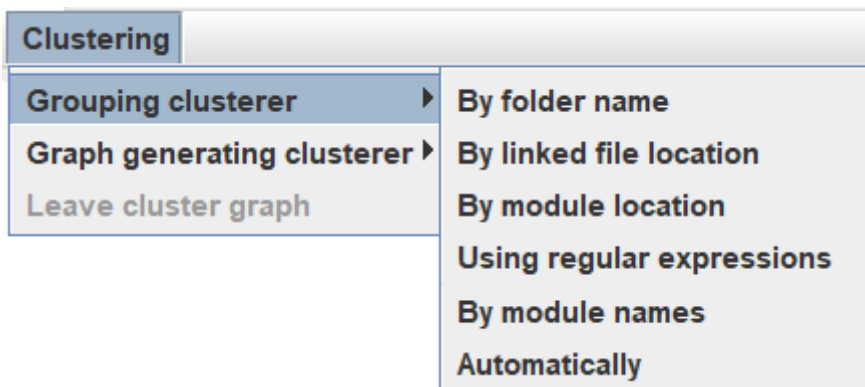 Clustering
Grouping clusterer
Graph generating clusterer
Leave cluster graph
By folder name
By linked file location
By module location
Using regular expressions
By module names
Automatically